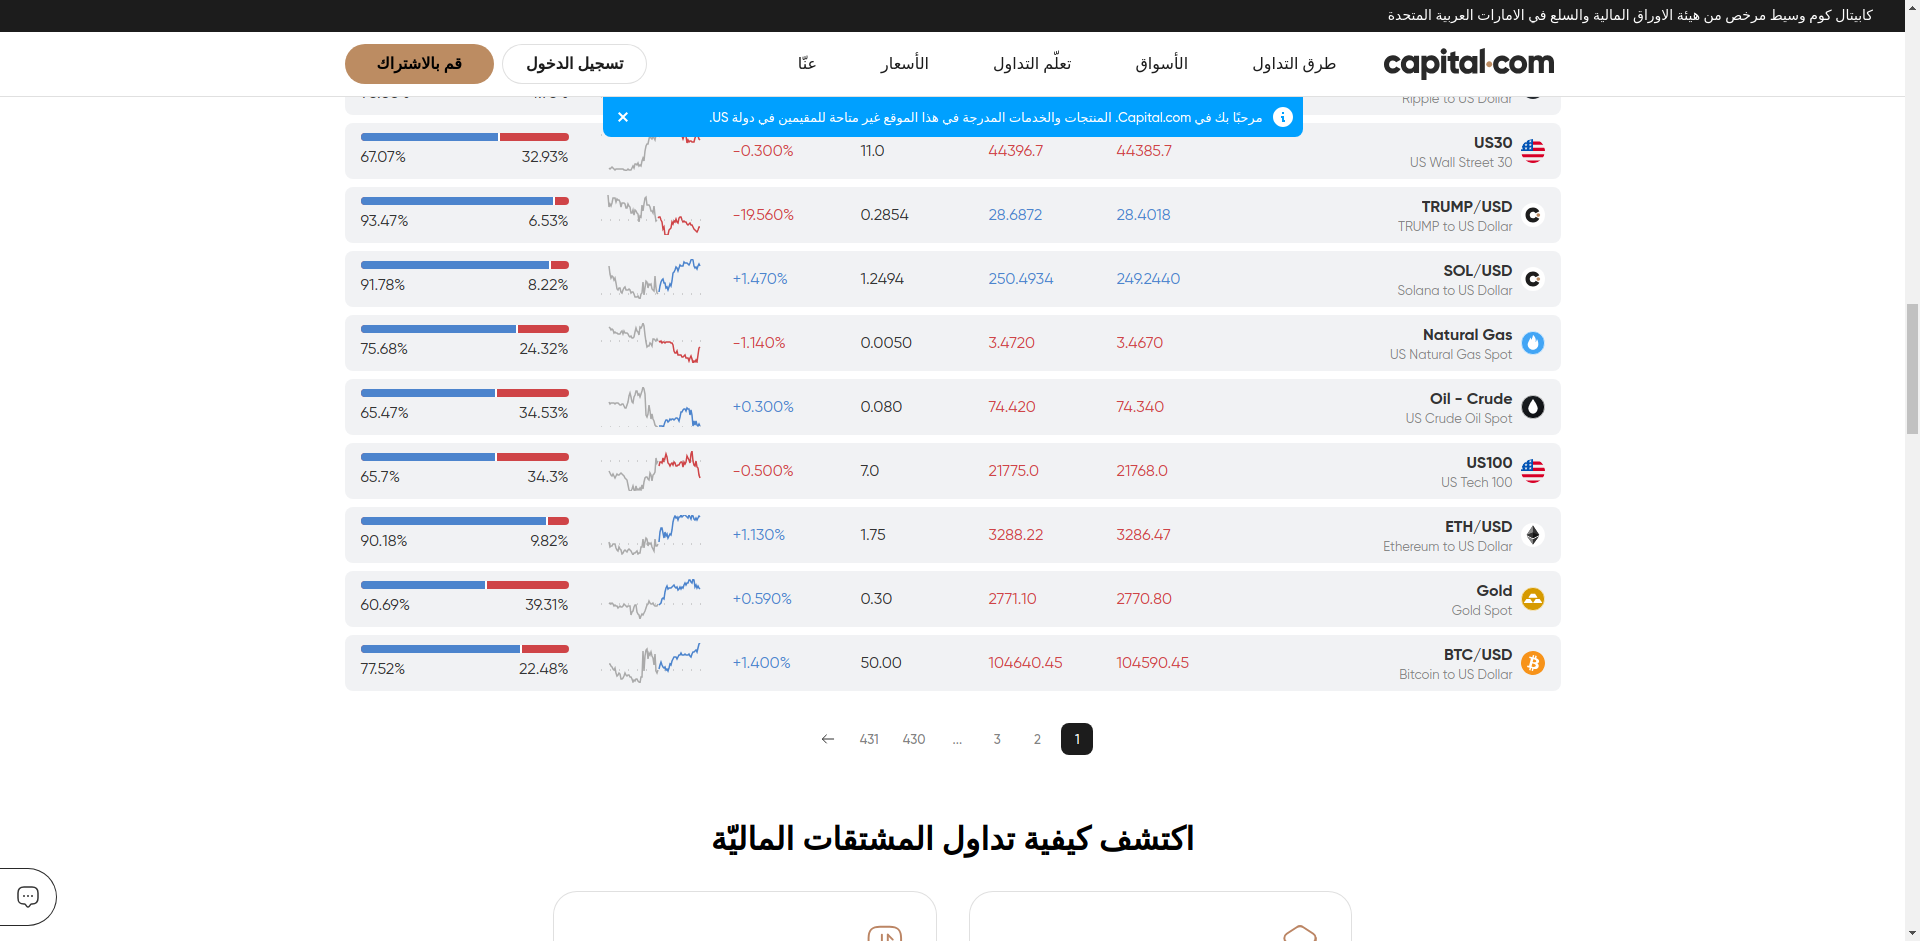 كابيتال كوم وسيط مرخص من هيئة الاوراق المالية والسلع في الامارات العربية المتحدة
capital.com
طرق التداول
الأسواق
تعلّم التداول
الأسعار
عنّا
تسجيل الدخول
قم بالاشتراك
مرحبًا بك في Capital.com. المنتجات والخدمات المدرجة في هذا الموقع غير متاحة للمقيمين في دولة US.
Ripple to US Dollar
US30
US Wall Street 30
44385.7
44396.7
11.0
-0.300%
32.93%
67.07%
TRUMP/USD
TRUMP to US Dollar
28.4018
28.6872
0.2854
-19.560%
6.53%
93.47%
SOL/USD
Solana to US Dollar
249.2440
250.4934
1.2494
+1.470%
8.22%
91.78%
Natural Gas
US Natural Gas Spot
3.4670
3.4720
0.0050
-1.140%
24.32%
75.68%
Oil - Crude
US Crude Oil Spot
74.340
74.420
0.080
+0.300%
34.53%
65.47%
US100
US Tech 100
21768.0
21775.0
7.0
-0.500%
34.3%
65.7%
ETH/USD
Ethereum to US Dollar
3286.47
3288.22
1.75
+1.130%
9.82%
90.18%
Gold
Gold Spot
2770.80
2771.10
0.30
+0.590%
39.31%
60.69%
BTC/USD
Bitcoin to US Dollar
104590.45
104640.45
50.00
+1.400%
22.48%
77.52%
1
2
3
...
430
431
اكتشف كيفية تداول المشتقات الماليّة